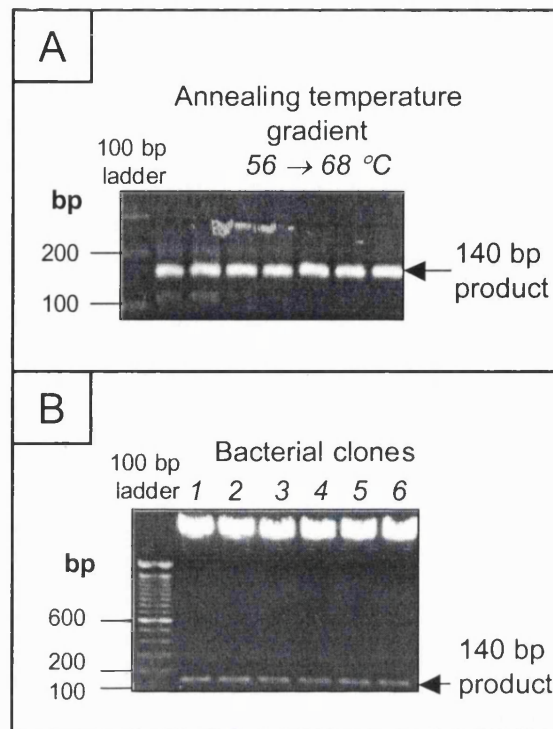 A
Annealing temperature
gradient
100 bp
ladder
56 → 68 °C
bp
200
100
140 bp
product
B
100 bp
ladder
Bacterial clones
1 2 3 4 5 6
bp
600
200
100
140 bp
product